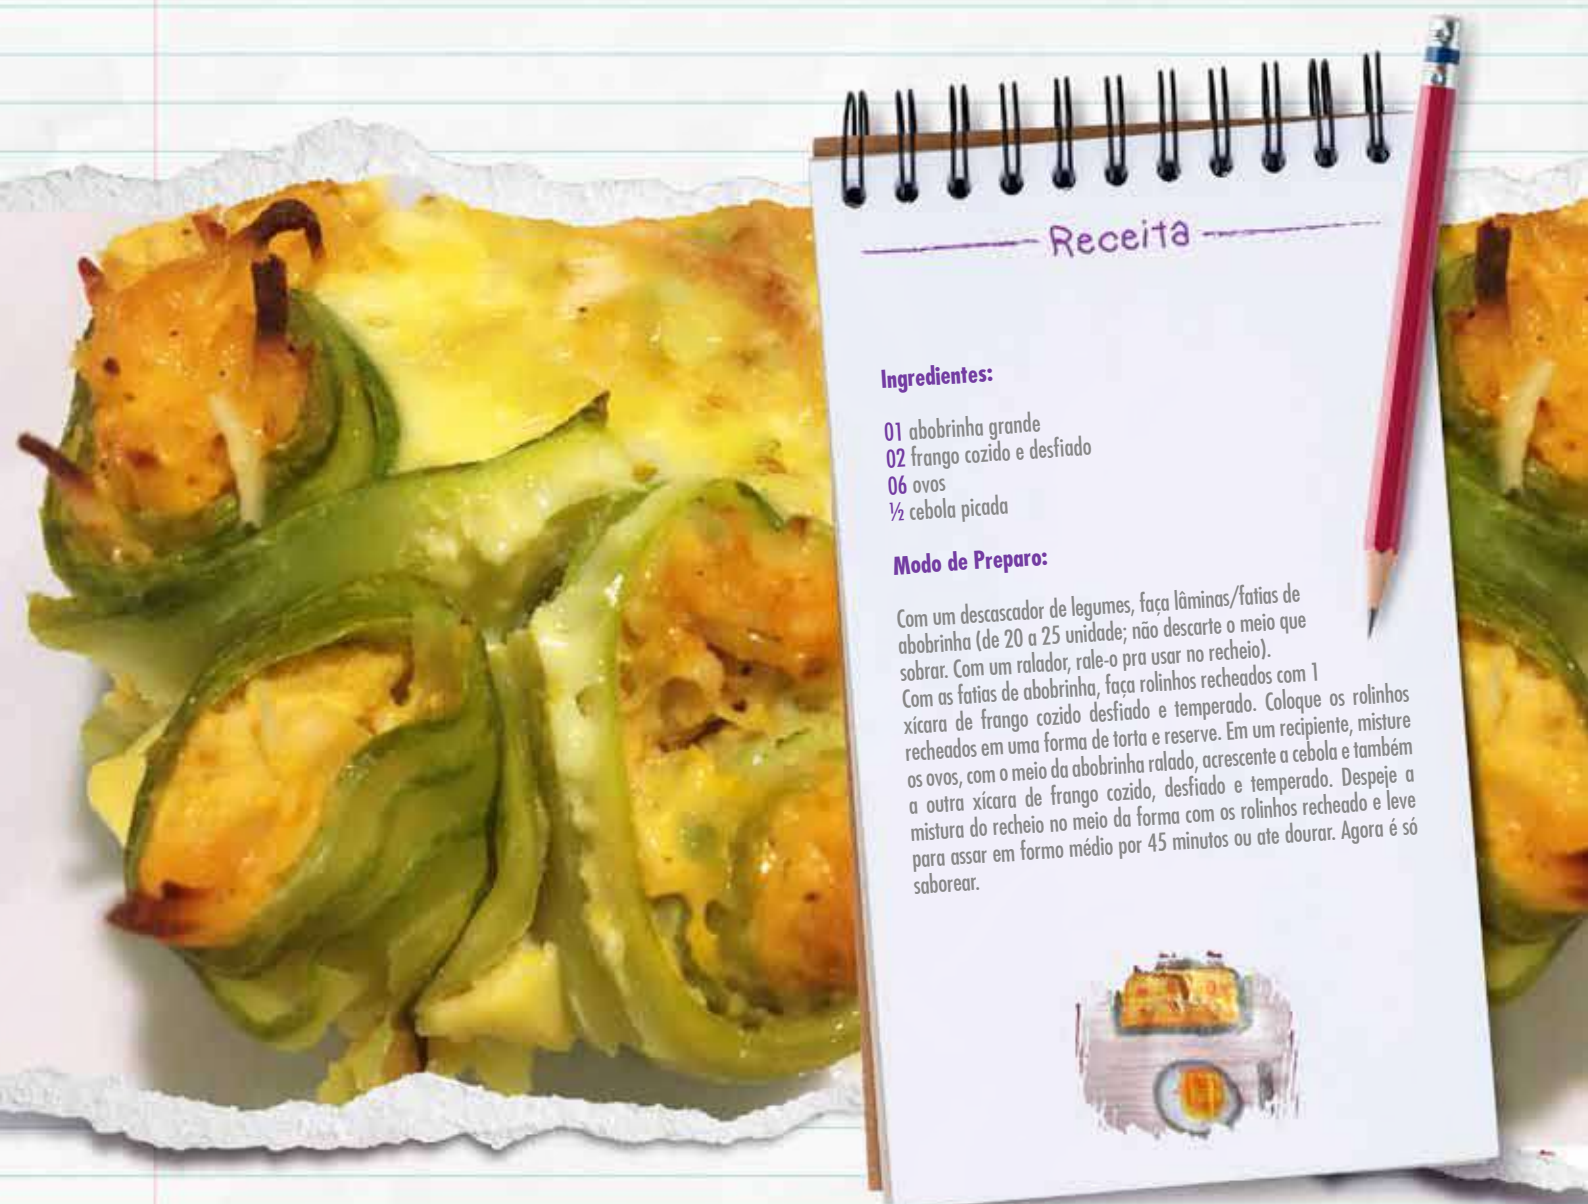 Receita
Ingredientes:
01 abobrinha grande
02 frango cozido e desfiado
06 ovos
½ cebola picada
Modo de Preparo:
Com um descascador de legumes, faça lâminas/fatias de
abobrinha (de 20 a 25 unidade; não descarte o meio que
sobrar. Com um ralador, rale-o pra usar no recheio).
Com as fatias de abobrinha, faça rolinhos recheados com 1
xícara de frango cozido desfiado e temperado. Coloque os rolinhos
recheados em uma forma de torta e reserve. Em um recipiente, misture
os ovos, com o meio da abobrinha ralado, acrescente a cebola e também
a outra xícara de frango cozido, desfiado e temperado. Despeje a
mistura do recheio no meio da forma com os rolinhos recheado e leve
para assar em formo médio por 45 minutos ou ate dourar. Agora é só
saborear.